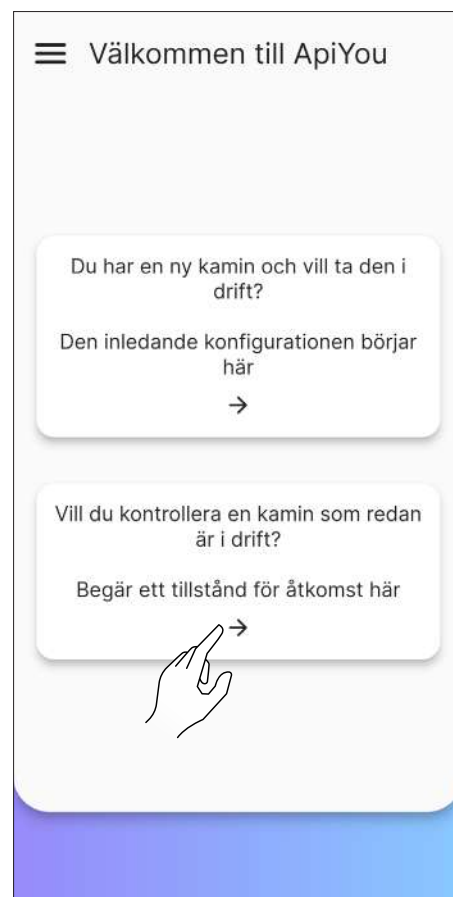 Välkommen till ApiYou
Du har en ny kamin och vill ta den i
drift?
Den inledande konfigurationen börjar
här
Vill du kontrollera en kamin som redan
är i drift?
Begär ett tillstånd för åtkomst här